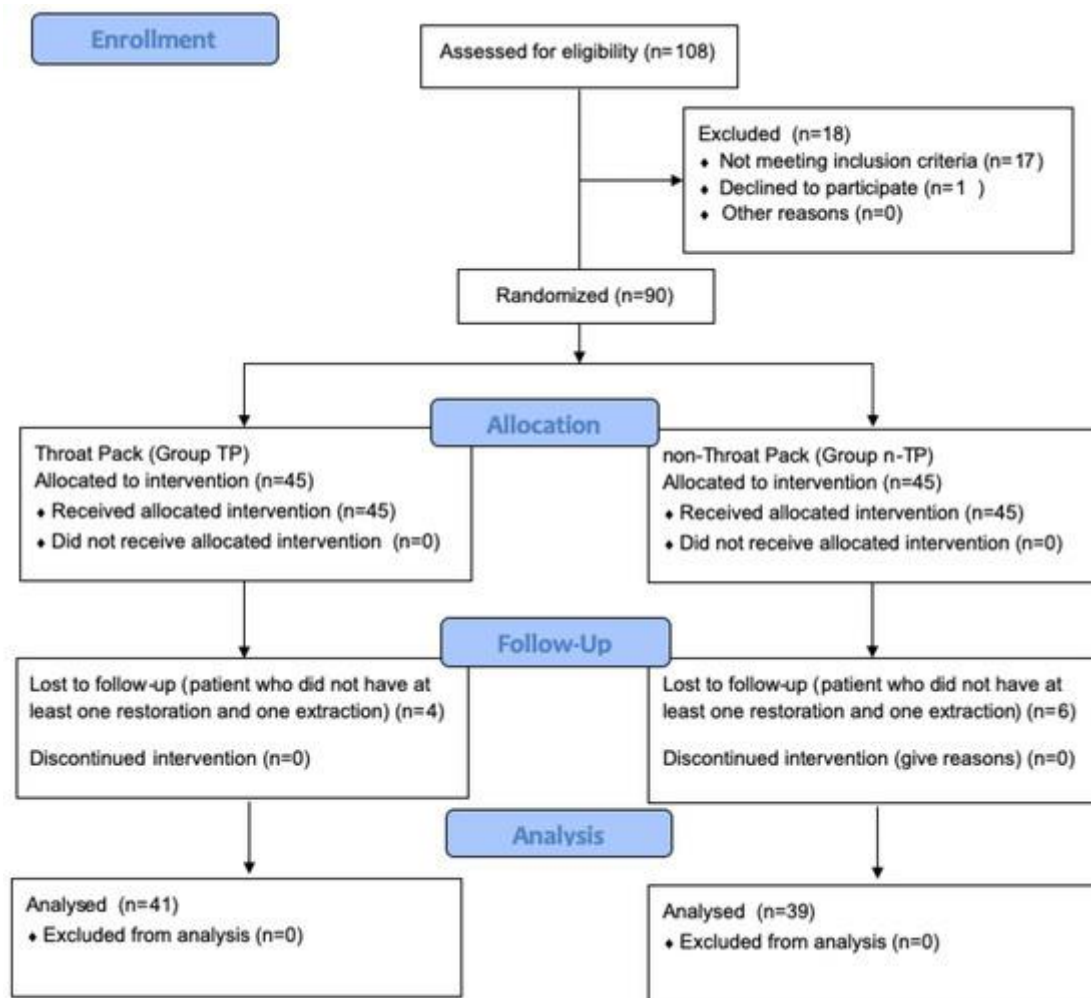 Enrollment
Assessed for eligibility (n=108)
Excluded (n=18)
♦ Not meeting inclusion criteria (n=17)
♦ Declined to participate (n=1 )
♦ Other reasons (n=0)
Randomized (n=90)
Allocation
Throat Pack (Group TP)
Allocated to intervention (n=45)
♦ Received allocated intervention (n=45)
♦ Did not receive allocated intervention (n=0)
non-Throat Pack (Group n-TP)
Allocated to intervention (n=45)
♦ Received allocated intervention (n=45)
♦ Did not receive allocated intervention (n=0)
Follow-Up
Lost to follow-up (patient who did not have at
least one restoration and one extraction) (n=4)
Discontinued intervention (n=0)
Lost to follow-up (patient who did not have at
least one restoration and one extraction) (n=6)
Discontinued intervention (give reasons) (n=0)
Analysis
Analysed (n=41)
♦ Excluded from analysis (n=0)
Analysed (n=39)
♦ Excluded from analysis (n=0)